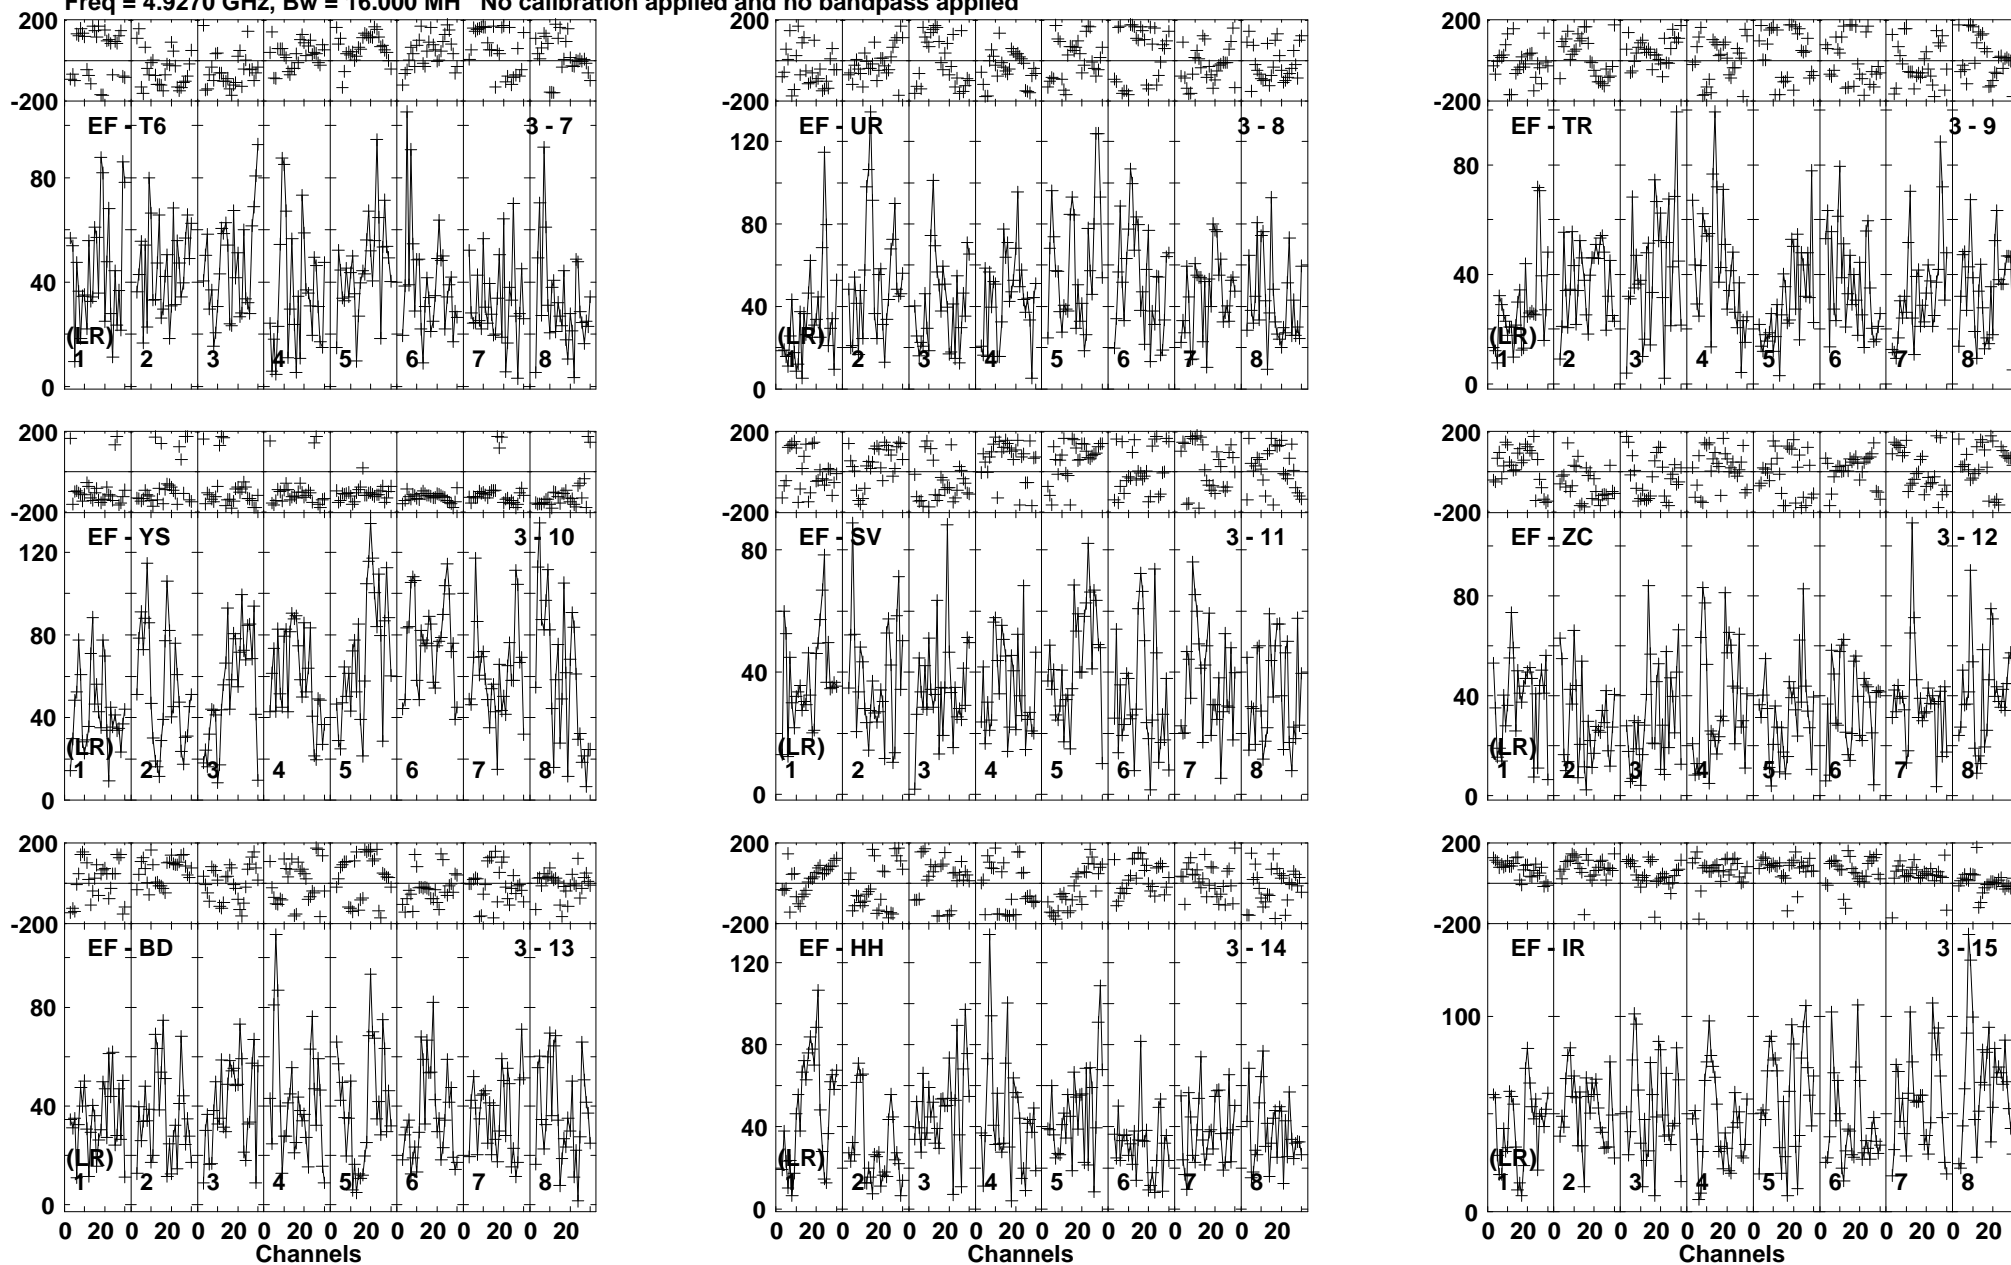 Freq = 4.9270 GHz, Bw = 16.000 MH No calibration applied and no bandpass applied
200 200 200
-200 -200 -200
EF - T6 3 - 7 EF - UR 3 - 8 EF - TR 3 - 9
120
80 80 80
40 40 40
(LR) (LR) (LR)
1 2 3 4 5 6 7 8 1 2 3 4 5 6 7 8 1 2 3 4 5 6 7 8
0 0 0
200 200 200
-200 -200 -200
EF - YS 3 - 10 EF - SV 3 - 11 EF - ZC 3 - 12
120 80
80 80
40 40 40
(LR) (LR) (LR)
1 2 3 4 5 6 7 8 1 2 3 4 5 6 7 8 1 2 3 4 5 6 7 8
0 0 0
200 200 200
-200 -200 -200
EF - BD 3 - 13 EF - HH 3 - 14 EF - IR 3 - 15
120
80 80 100
40 40
(LR) (LR) (LR)
1 2 3 4 5 6 7 8 1 2 3 4 5 6 7 8 1 2 3 4 5 6 7 8
0 0 0
0 20 0 20 0 20 0 20 0 20 0 20 0 20 0 20 0 20 0 20 0 20 0 20 0 20 0 20 0 20 0 20 0 20 0 20 0 20 0 20 0 20 0 20 0 20 0 20
Channels Channels Channels